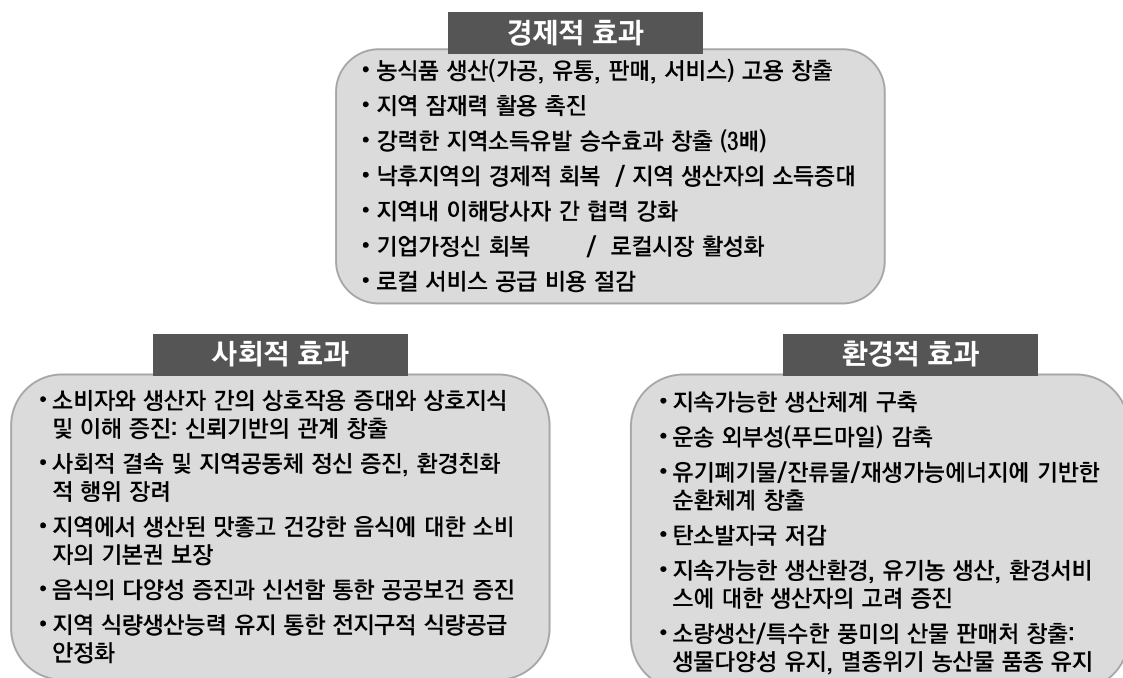 경제적 효과
• 농식품 생산(가공, 유통, 판매, 서비스) 고용 창출
• 지역 잠재력 활용 촉진
• 강력한 지역소득유발 승수효과 창출 (3배)
• 낙후지역의 경제적 회복 / 지역 생산자의 소득증대
• 지역내 이해당사자 간 협력 강화
• 기업가정신 회복 / 로컬시장 활성화
• 로컬 서비스 공급 비용 절감
사회적 효과
• 소비자와 생산자 간의 상호작용 증대와 상호지식
및 이해 증진: 신뢰기반의 관계 창출
• 사회적 결속 및 지역공동체 정신 증진, 환경친화
적 행위 장려
• 지역에서 생산된 맛좋고 건강한 음식에 대한 소비
자의 기본권 보장
• 음식의 다양성 증진과 신선함 통한 공공보건 증진
• 지역 식량생산능력 유지 통한 전지구적 식량공급
안정화
환경적 효과
• 지속가능한 생산체계 구축
• 운송 외부성(푸드마일) 감축
• 유기폐기물/잔류물/재생가능에너지에 기반한
순환체계 창출
• 탄소발자국 저감
• 지속가능한 생산환경, 유기농 생산, 환경서비
스에 대한 생산자의 고려 증진
• 소량생산/특수한 풍미의 산물 판매처 창출:
생물다양성 유지, 멸종위기 농산물 품종 유지